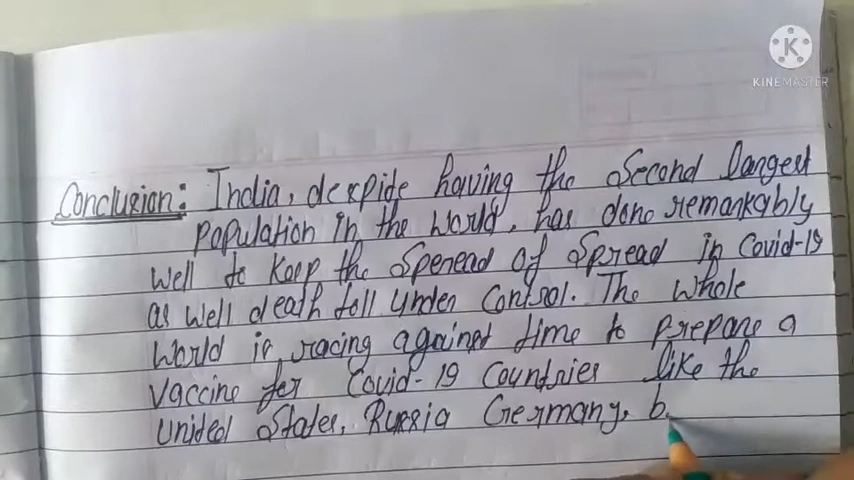 KINEMASTER
Conclusion: India, despide having the Second largest
Population in the World, has done remarkably
Well to Keep the Speread of Spread in Covid-19
as well death toll Under Control. The whole
World is racing against time to prepare a
Vaccine for Covid-19 Countries like the
United States, Russia Germany, b